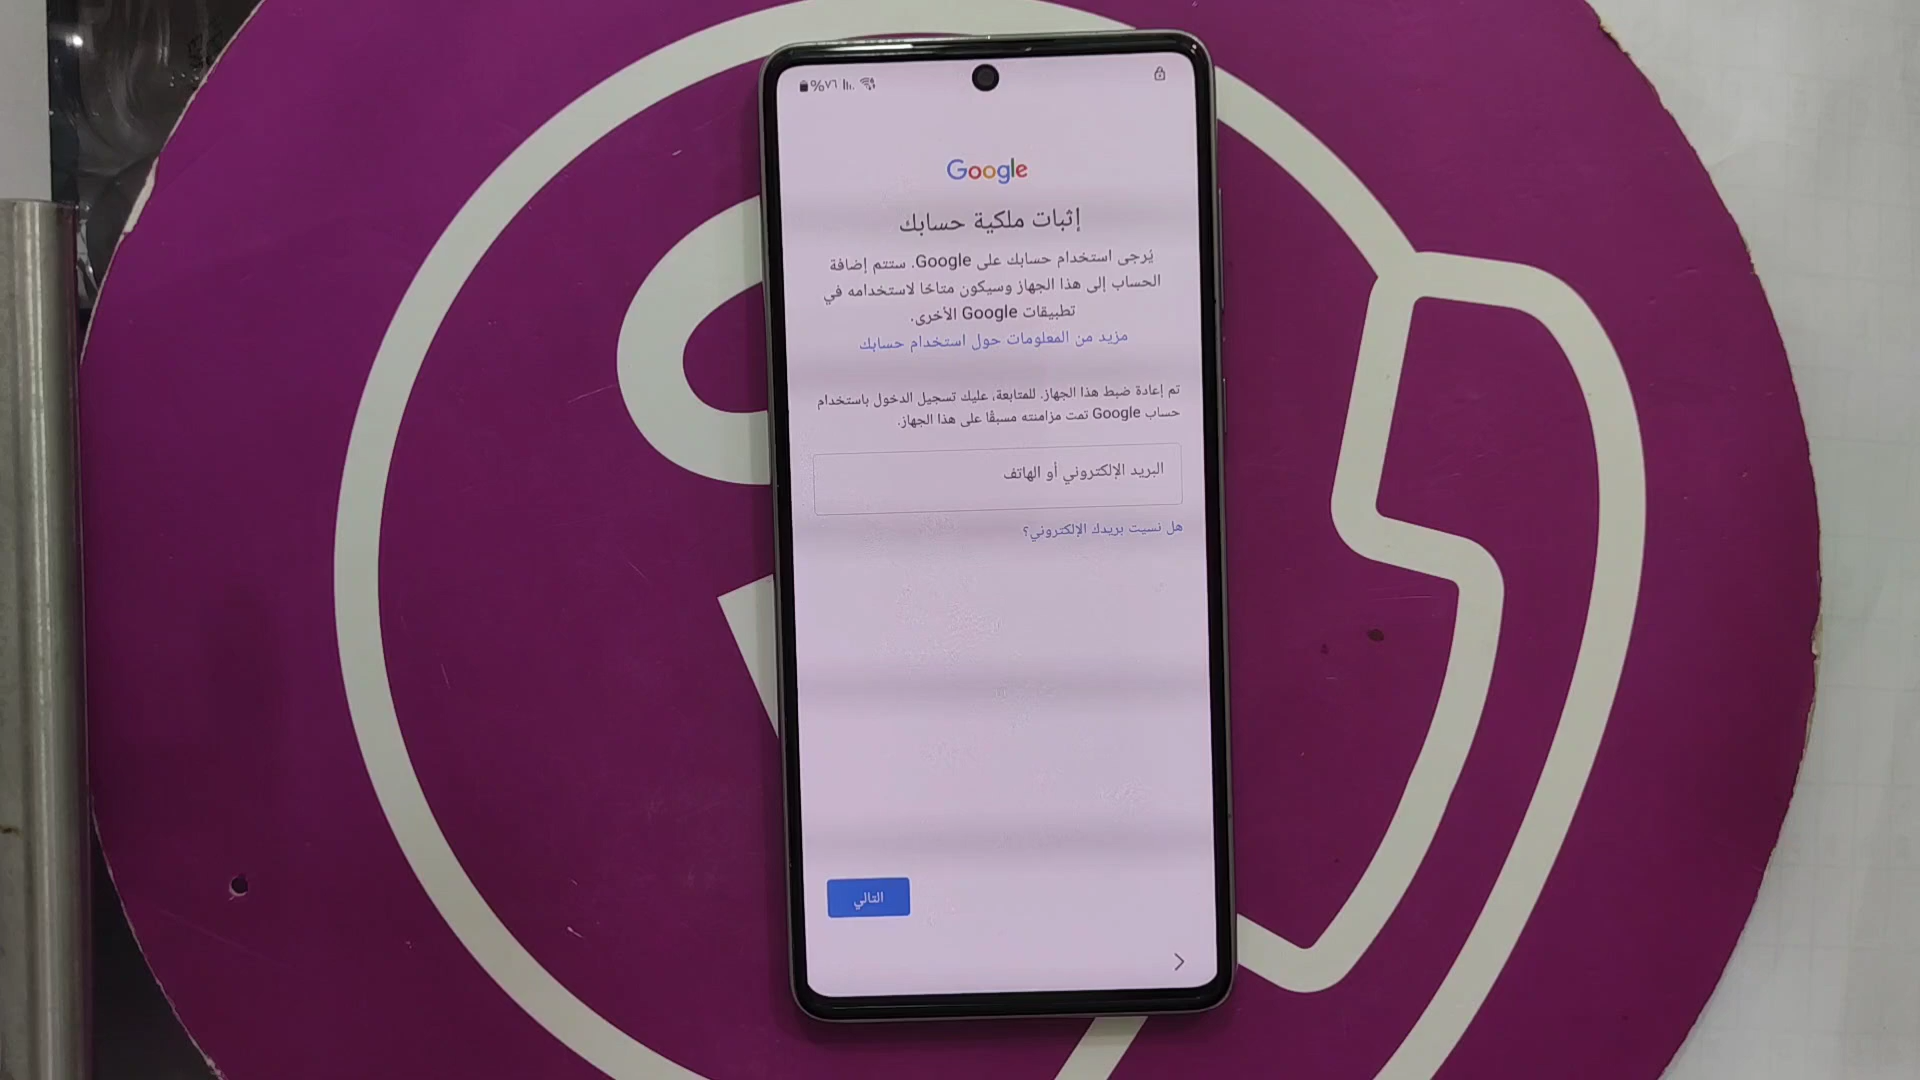 %٧٦
Google
إثبات ملكية حسابك
يُرجى استخدام حسابك على Google. ستتم إضافة
الحساب إلى هذا الجهاز وسيكون متاحًا لاستخدامه في
تطبيقات Google الأخرى.
مزيد من المعلومات حول استخدام حسابك
تم إعادة ضبط هذا الجهاز. للمتابعة، عليك تسجيل الدخول باستخدام
حساب Google تمت مزامنته مسبقًا على هذا الجهاز.
البريد الإلكتروني أو الهاتف
هل نسيت بريدك الإلكتروني؟
التالي